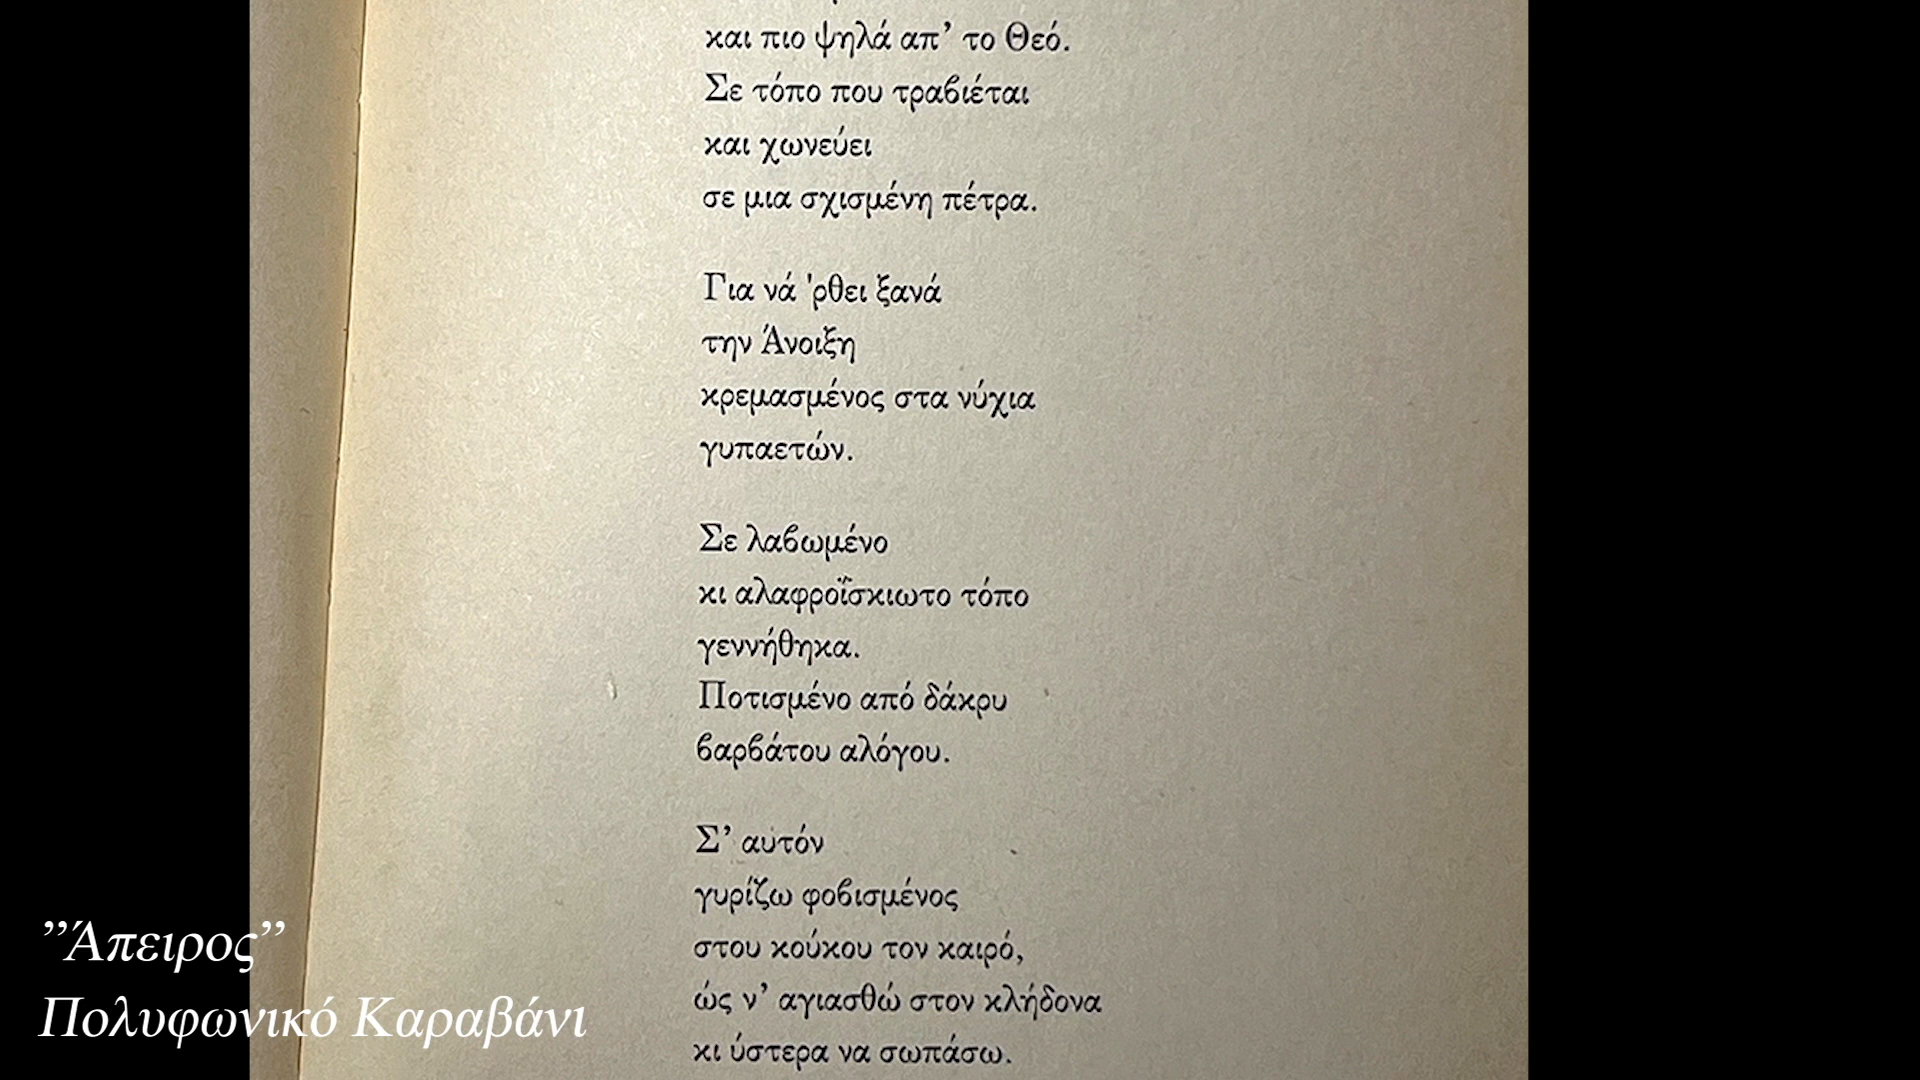 και πιο ψηλά απ’ το Θεό.
Σε τόπο που τραβιέται
και χωνεύει
σε μια σχισμένη πέτρα.
Για νά 'ρθει ξανά
την Άνοιξη
κρεμασμένος στα νύχια
γυπαετών.
Σε λαβωμένο
κι αλαφροΐσκιωτο τόπο
γεννήθηκα.
Ποτισμένο από δάκρυ
βαρβάτου αλόγου.
Σ’ αυτόν
γυρίζω φοβισμένος
στου κούκου τον καιρό,
ώς ν’ αγιασθώ στον κλήδονα
κι ύστερα να σωπάσω.
”Άπειρος”
Πολυφωνικό Καραβάνι